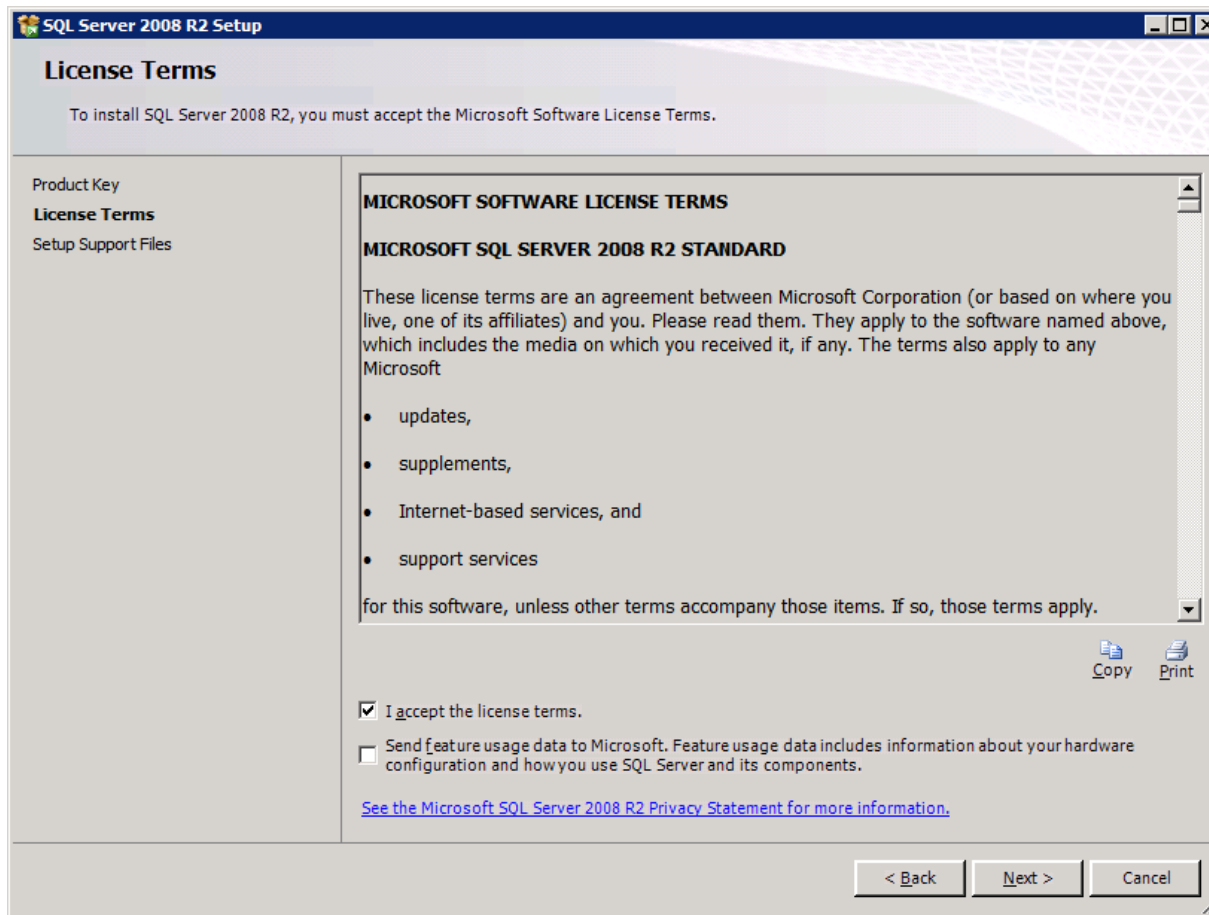 SQL Server 2008 R2 Setup
License Terms
To install SQL Server 2008 R2, you must accept the Microsoft Software License Terms.
Product Key
License Terms
Setup Support Files
MICROSOFT SOFTWARE LICENSE TERMS
MICROSOFT SQL SERVER 2008 R2 STANDARD
These license terms are an agreement between Microsoft Corporation (or based on where you
live, one of its affiliates) and you. Please read them. They apply to the software named above,
which includes the media on which you received it, if any. The terms also apply to any
Microsoft
• updates,
• supplements,
• Internet-based services, and
• support services
for this software, unless other terms accompany those items. If so, those terms apply.
Copy Print
I accept the license terms.
Send feature usage data to Microsoft. Feature usage data includes information about your hardware
configuration and how you use SQL Server and its components.
See the Microsoft SQL Server 2008 R2 Privacy Statement for more information.
< Back Next > Cancel